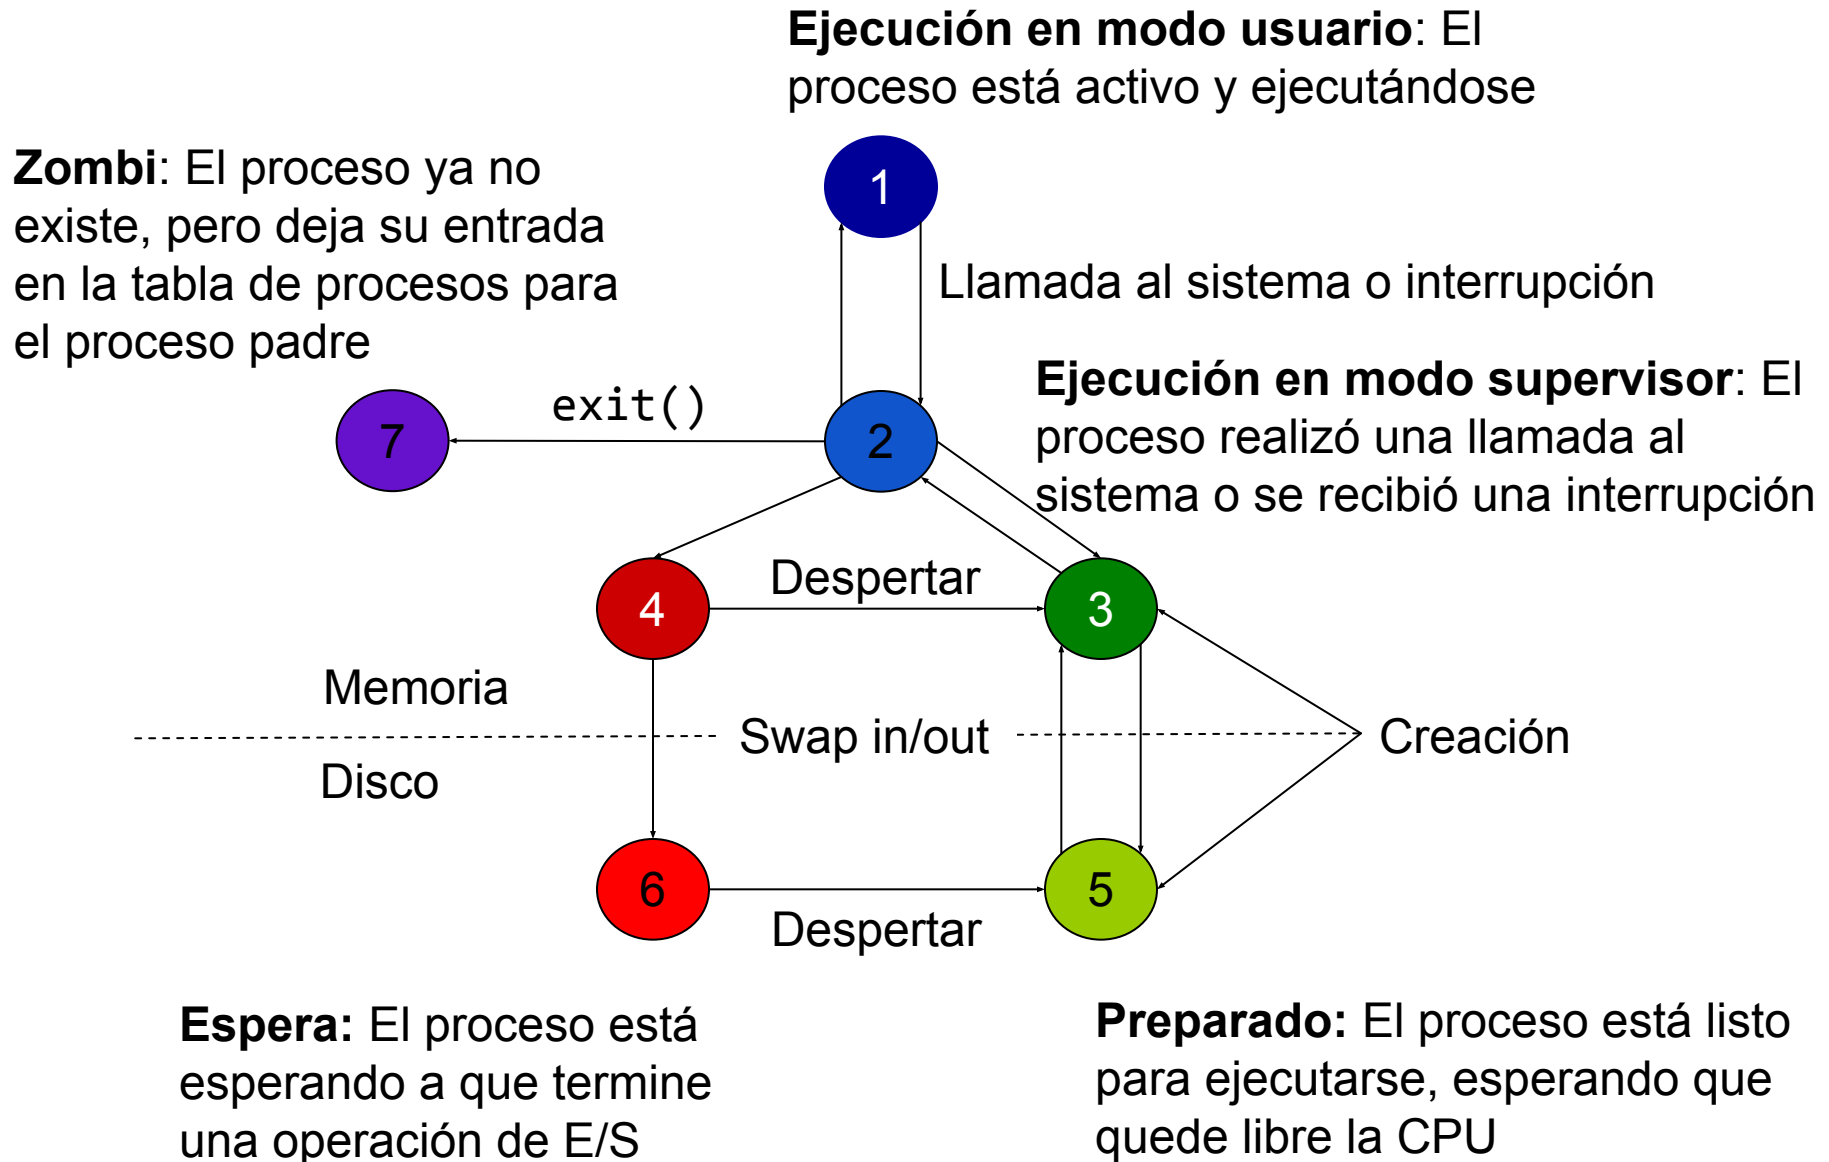 Ejecución en modo usuario: El
proceso está activo y ejecutándose
Zombi: El proceso ya no
existe, pero deja su entrada
en la tabla de procesos para
el proceso padre
1
Llamada al sistema o interrupción
Ejecución en modo supervisor: El
proceso realizó una llamada al
sistema o se recibió una interrupción
exit()
7
2
Despertar
4
3
Memoria
Swap in/out
Creación
Disco
6
5
Despertar
Espera: El proceso está
esperando a que termine
una operación de E/S
Preparado: El proceso está listo
para ejecutarse, esperando que
quede libre la CPU